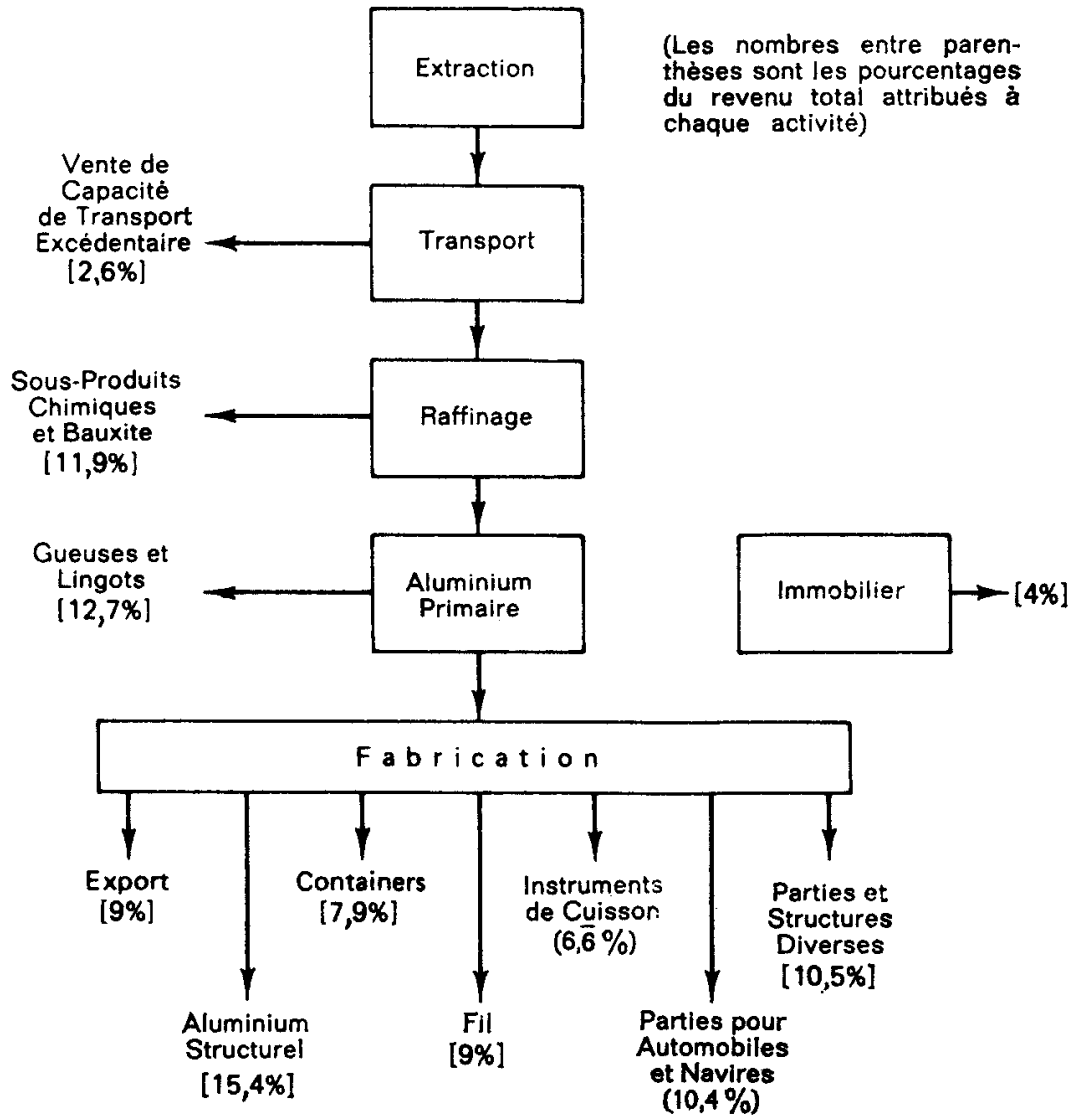 Extraction
(Les nombres entre paren-
thèses sont les pourcentages
du revenu total attribués à
chaque activité)
Vente de
Capacité
de Transport
Excédentaire
[2,6%]
Transport
Sous-Produits
Chimiques
et Bauxite
[11,9%]
Raffinage
Gueuses et
Lingots
[12,7%]
Aluminium
Primaire
Immobilier
[4%]
Fabrication
Export
[9%]
Containers
[7,9%]
Instruments
de Cuisson
(6,6%)
Parties et
Structures
Diverses
[10,5%]
Aluminium
Structurel
[15,4%]
Fil
[9%]
Parties pour
Automobiles
et Navires
(10,4%)